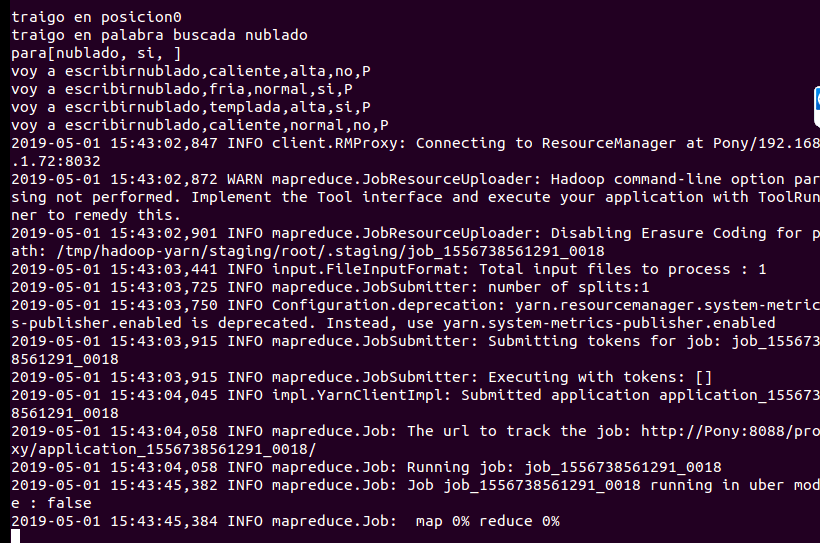 traigo en posicion0
traigo en palabra buscada nublado
para[nublado, si, ]
voy a escribirnublado,caliente,alta,no,P
voy a escribirnublado,fria,normal,si,P
voy a escribirnublado,templada,alta,si,P
voy a escribirnublado,caliente,normal,no,P
2019-05-01 15:43:02,847 INFO client.RMProxy: Connecting to ResourceManager at Pony/192.168
.1.72:8032
2019-05-01 15:43:02,872 WARN mapreduce.JobResourceUploader: Hadoop command-line option par
sing not performed. Implement the Tool interface and execute your application with ToolRun
ner to remedy this.
2019-05-01 15:43:02,901 INFO mapreduce.JobResourceUploader: Disabling Erasure Coding for p
ath: /tmp/hadoop-yarn/staging/root/.staging/job_1556738561291_0018
2019-05-01 15:43:03,441 INFO input.FileInputFormat: Total input files to process : 1
2019-05-01 15:43:03,725 INFO mapreduce.JobSubmitter: number of splits:1
2019-05-01 15:43:03,750 INFO Configuration.deprecation: yarn.resourcemanager.system-metric
s-publisher.enabled is deprecated. Instead, use yarn.system-metrics-publisher.enabled
2019-05-01 15:43:03,915 INFO mapreduce.JobSubmitter: Submitting tokens for job: job_155673
8561291_0018
2019-05-01 15:43:03,915 INFO mapreduce.JobSubmitter: Executing with tokens: []
2019-05-01 15:43:04,045 INFO impl.YarnClientImpl: Submitted application application_155673
8561291_0018
2019-05-01 15:43:04,058 INFO mapreduce.Job: The url to track the job: http://Pony:8088/pro
xy/application_1556738561291_0018/
2019-05-01 15:43:04,058 INFO mapreduce.Job: Running job: job_1556738561291_0018
2019-05-01 15:43:45,382 INFO mapreduce.Job: Job job_1556738561291_0018 running in uber mod
e : false
2019-05-01 15:43:45,384 INFO mapreduce.Job:  map 0% reduce 0%